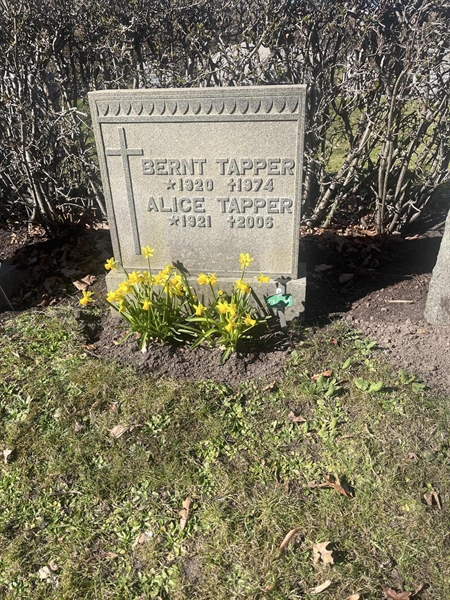 BERNT TAPPER
*1920 †1974
ALICE TAPPER
*1921 †2006